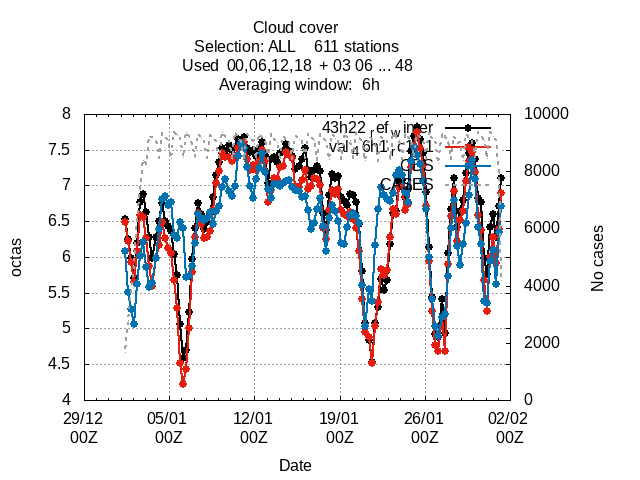 Cloud cover
Selection: ALL 611 stations
Used 00,06,12,18 + 03 06 ... 48
Averaging window: 6h
octas
8
7.5
7
6.5
6
5.5
5
4.5
4
10000
8000
6000
4000
2000
0
No cases
OBS
CASES
29/12 05/01 12/01 19/01 26/01 02/02
00Z 00Z 00Z 00Z 00Z 00Z
Date